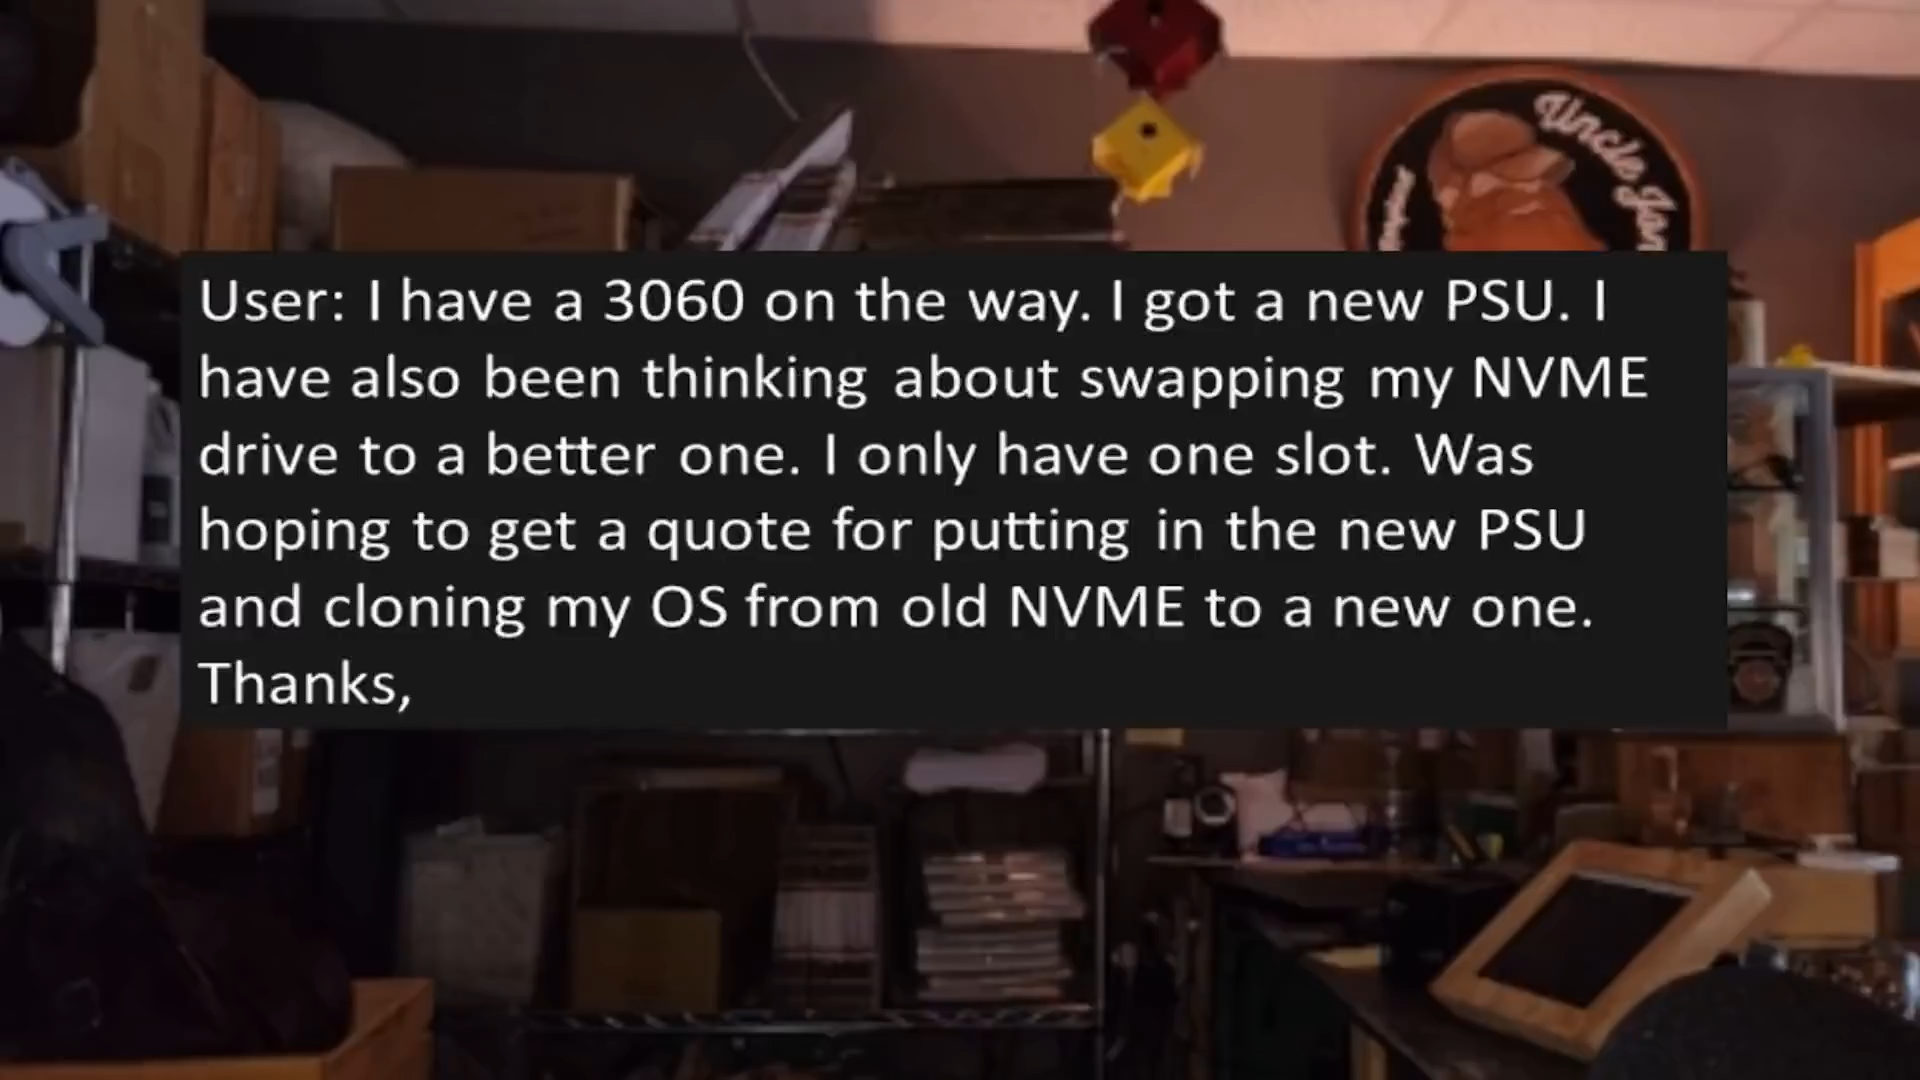 Uncle Jon
User: I have a 3060 on the way. I got a new PSU. I
have also been thinking about swapping my NVME
drive to a better one. I only have one slot. Was
hoping to get a quote for putting in the new PSU
and cloning my OS from old NVME to a new one.
Thanks,